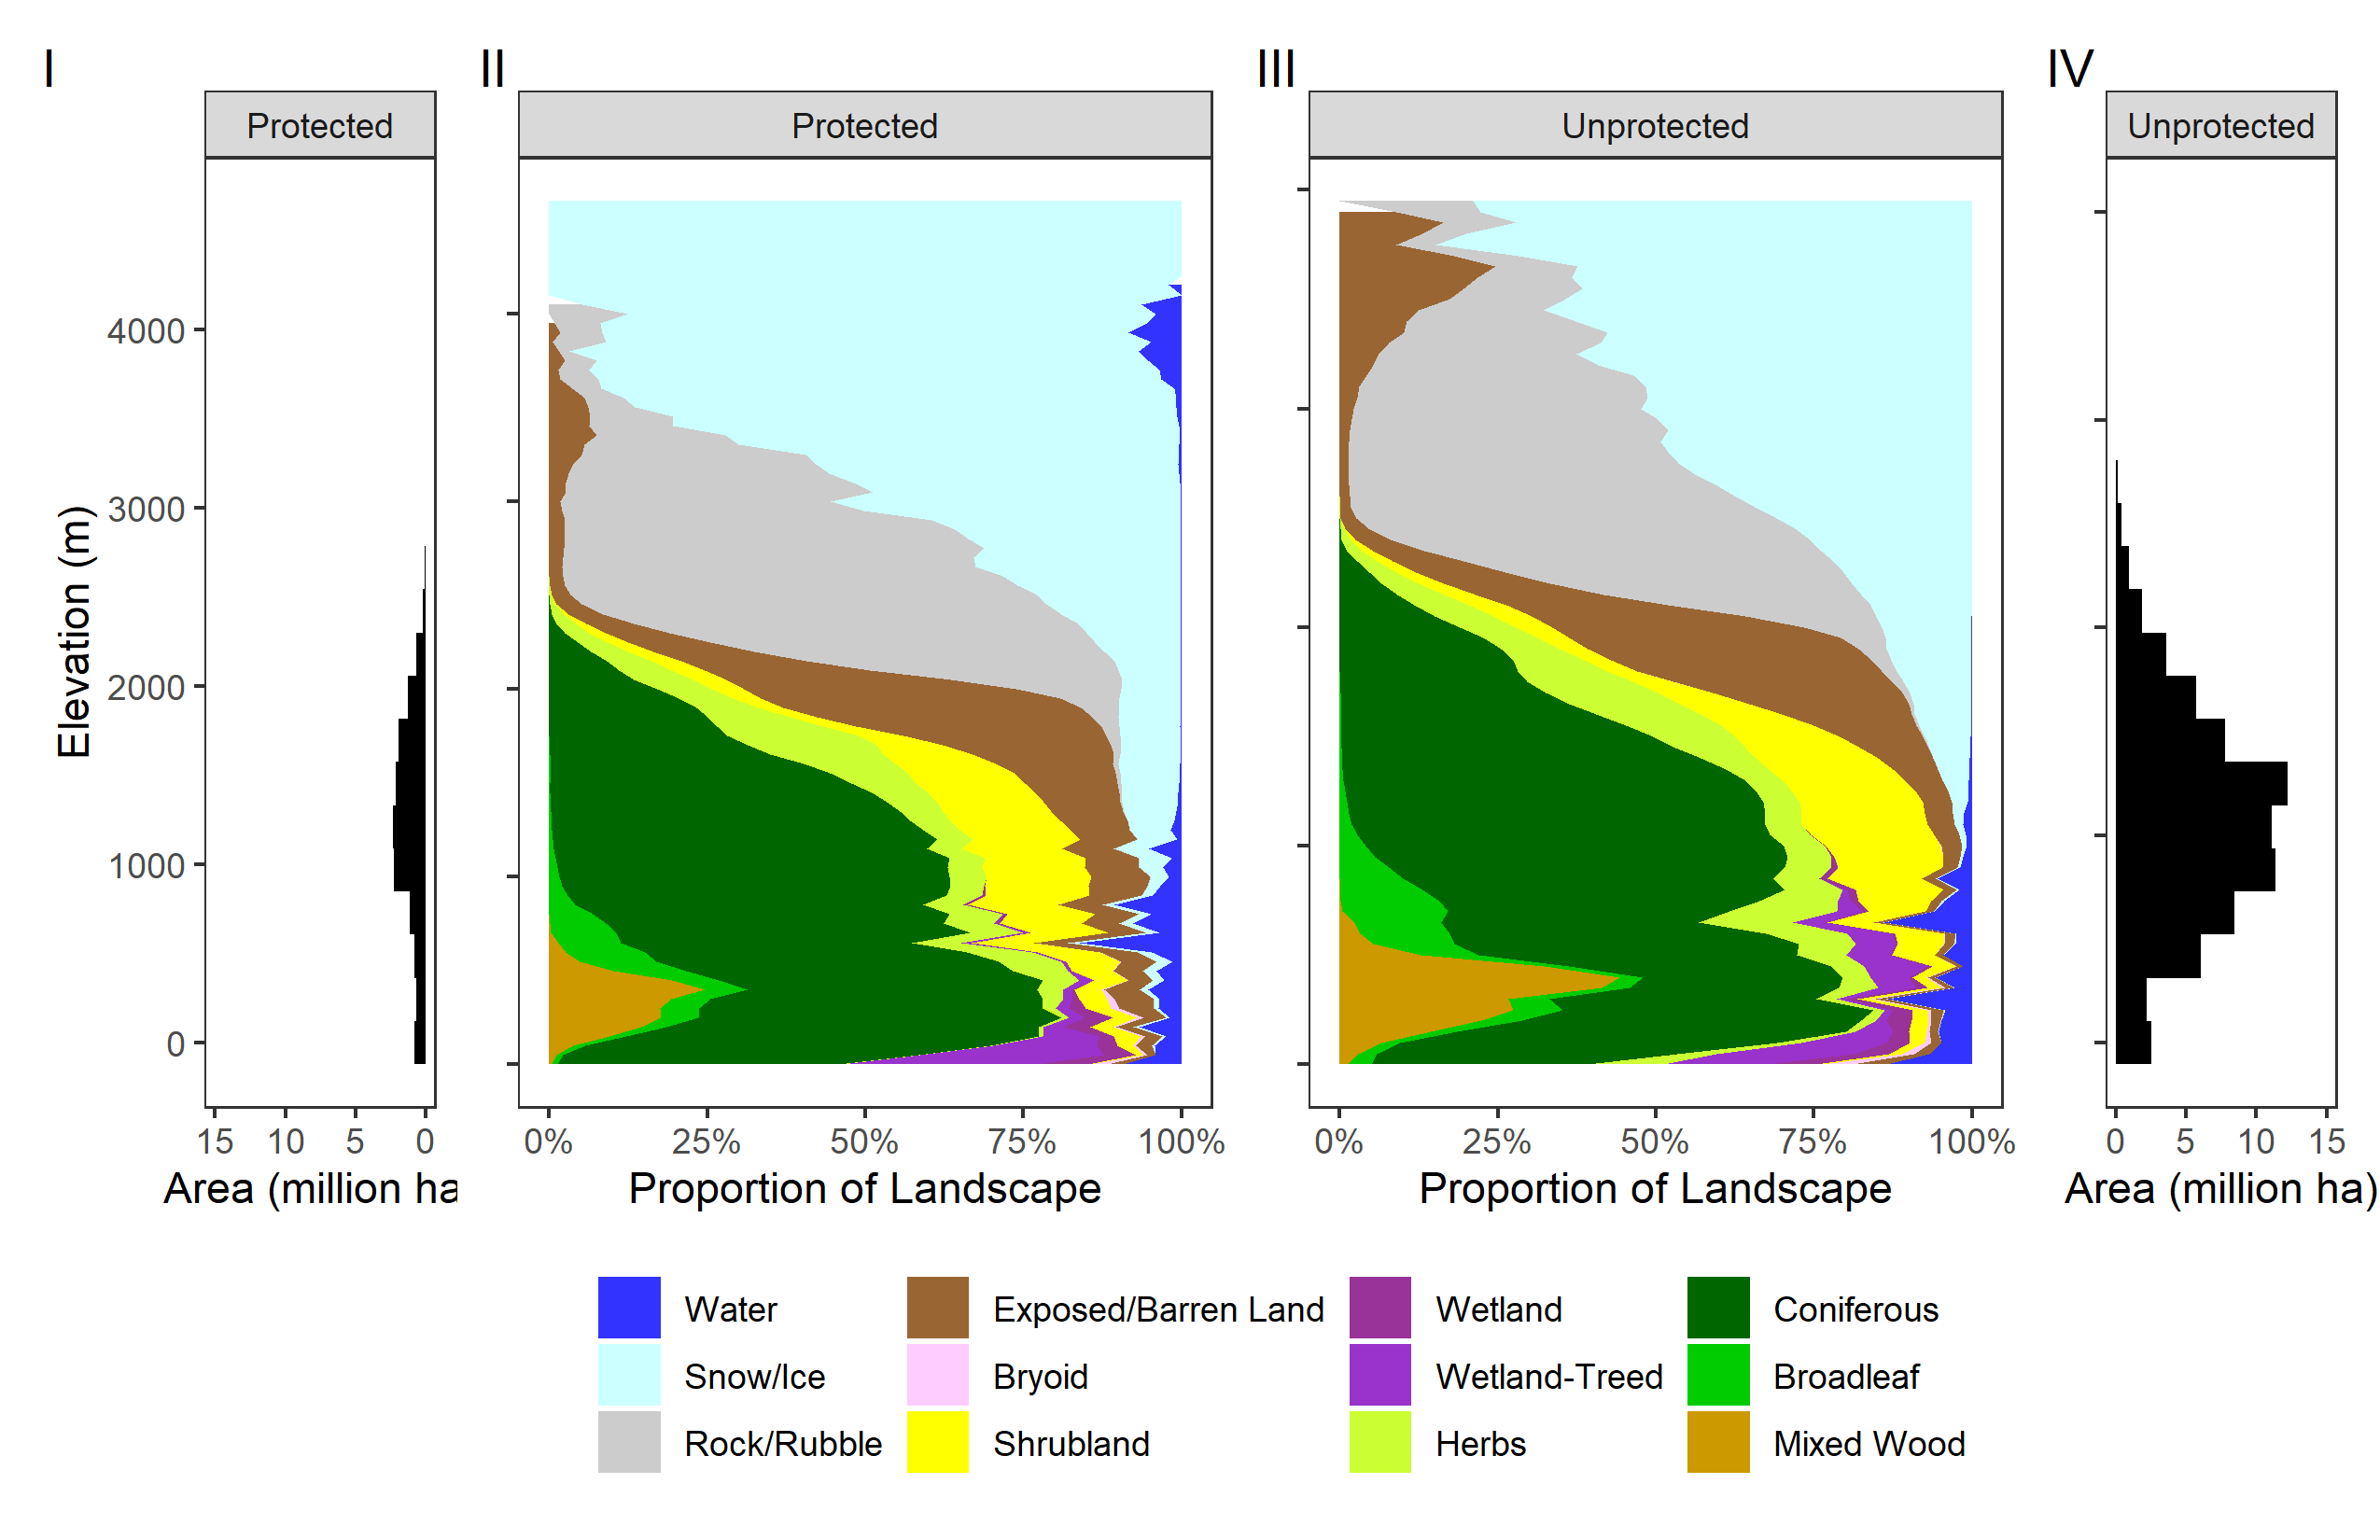 I II III IV
Protected Protected Unprotected Unprotected
Elevation (m)
4000
3000
2000
1000
0
15 10 5 0 0% 25% 50% 75% 100% 0% 25% 50% 75% 100% 0 5 10 15
Area (million ha Proportion of Landscape Proportion of Landscape Area (million ha)
Water Exposed/Barren Land Wetland Coniferous
Snow/Ice Bryoid Wetland-Treed Broadleaf
Rock/Rubble Shrubland Herbs Mixed Wood